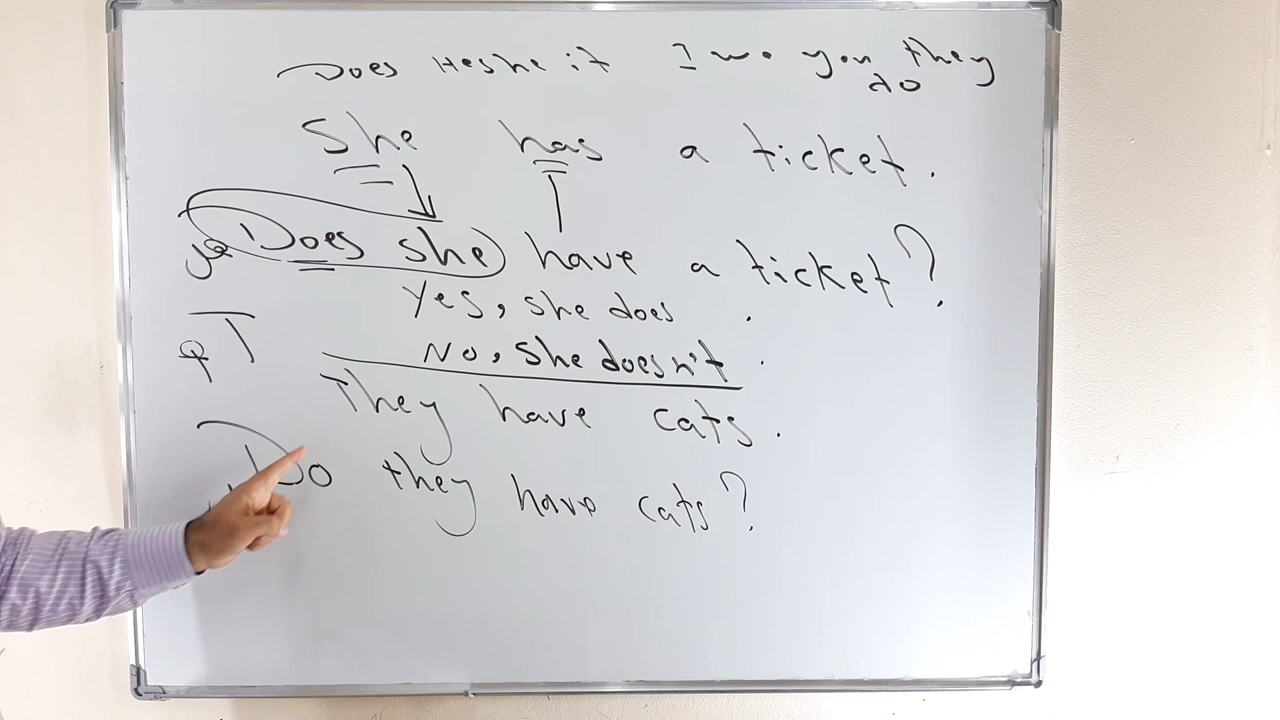 Does He she it I we you they
do
She has a ticket.
Does she have a ticket?
Yes, she does.
No, she doesn't.
They have cats.
Do they have cats?